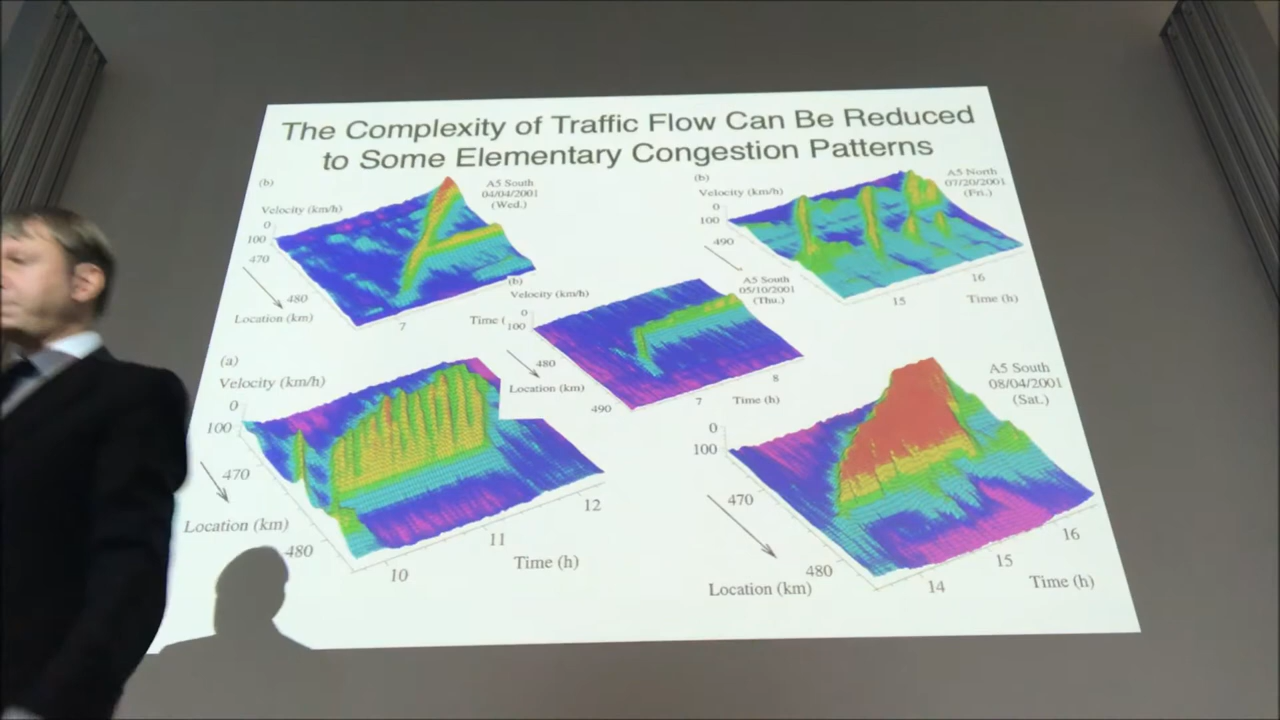 The Complexity of Traffic Flow Can Be Reduced
to Some Elementary Congestion Patterns
(b)
Velocity (km/h)
0
100
470
480
Location (km)
7
Time (
A5 South
04/04/2001
(Wed.)
(b)
Velocity (km/h)
0
100
490
15
16
Time (h)
A5 North
07/20/2001
(Fri.)
(b)
Velocity (km/h)
0
100
480
Location (km)
490
7
8
Time (h)
A5 South
05/10/2001
(Thu.)
(a)
Velocity (km/h)
0
100
470
Location (km)
480
10
11
12
Time (h)
0
100
470
480
Location (km)
14
15
16
Time (h)
A5 South
08/04/2001
(Sat.)